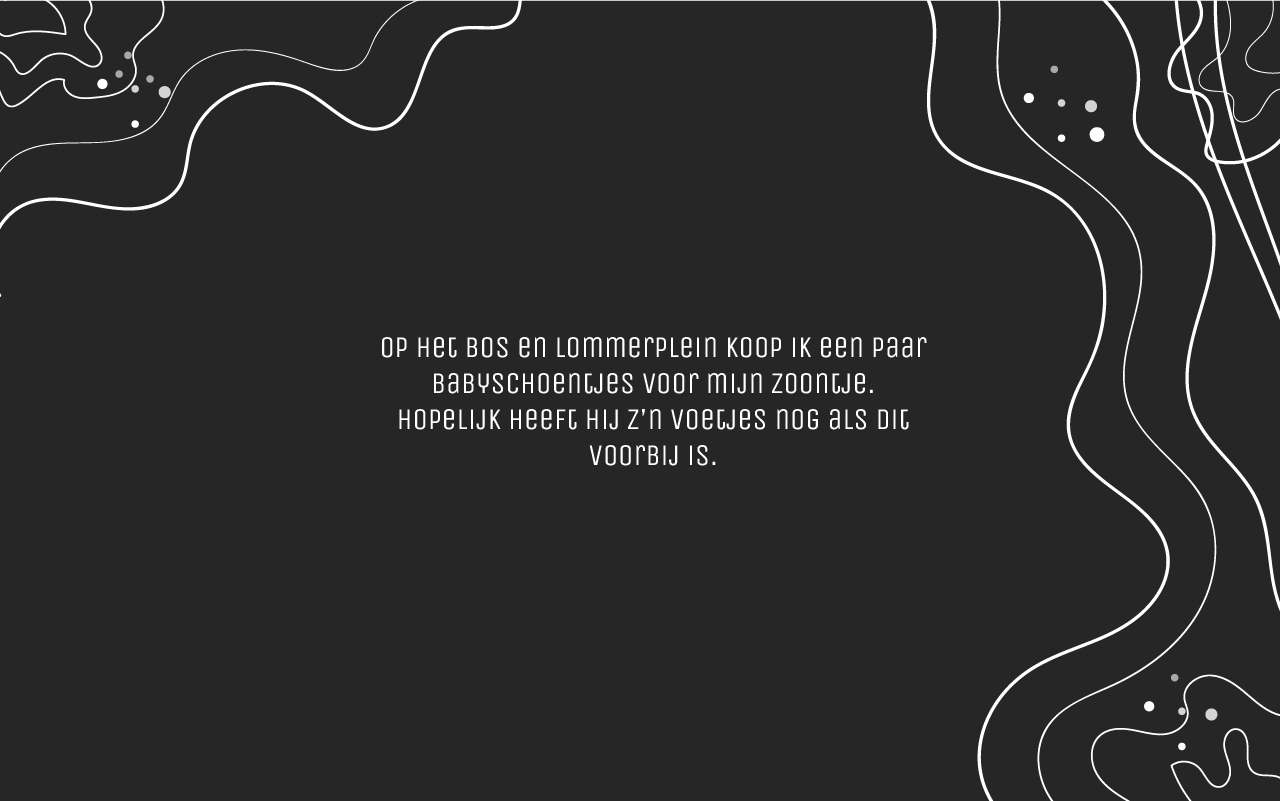 Op het Bos en Lommerplein koop ik een paar
babyschoentjes voor mijn zoontje.
Hopelijk heeft hij z’n voetjes nog als dit
voorbij is.